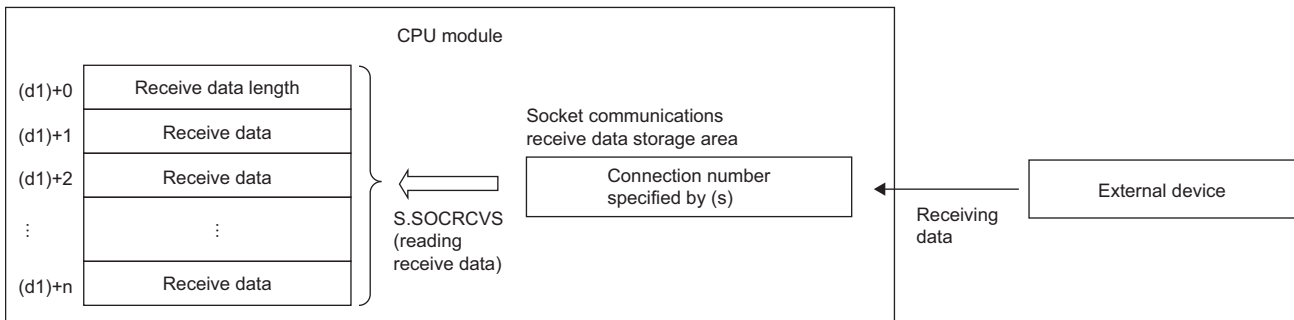 CPU module
(d1)+0
Receive data length
(d1)+1
Receive data
(d1)+2
Receive data
⋮
⋮
(d1)+n
Receive data
S.SOCRCVS
(reading
receive data)
Socket communications
receive data storage area
Connection number
specified by (s)
Receiving
data
External device